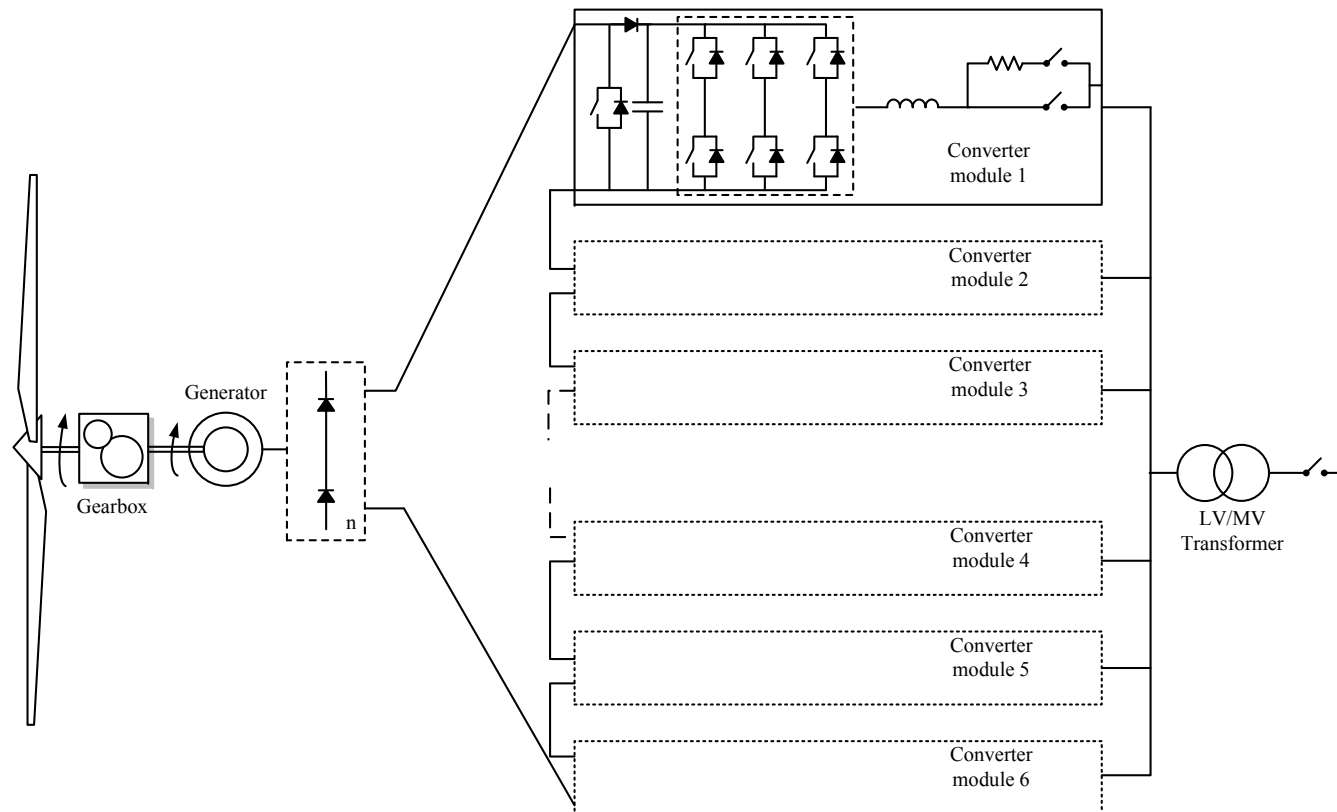 Converter
module 1
Converter
module 2
Converter
module 3
Generator
Gearbox
n
LV/MV
Transformer
Converter
module 4
Converter
module 5
Converter
module 6